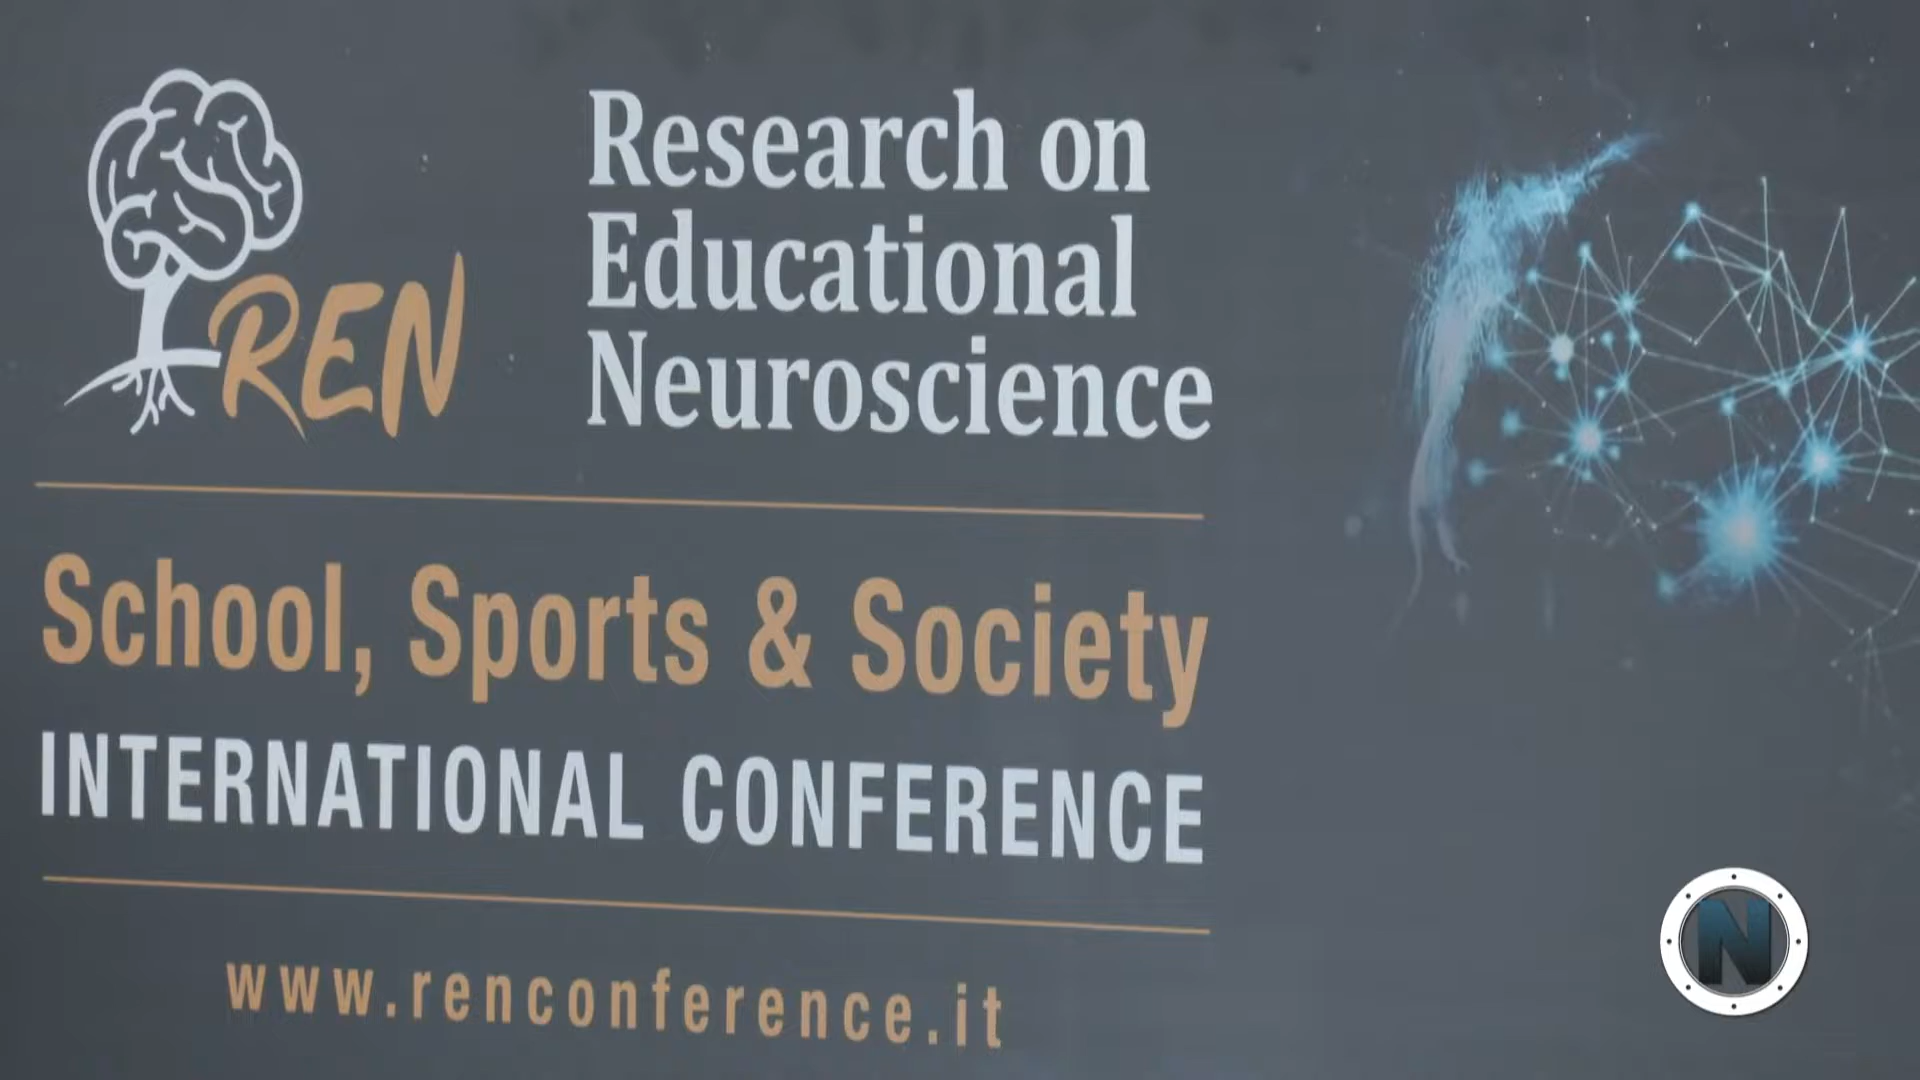 REN
Research on
Educational
Neuroscience
School, Sports & Society
INTERNATIONAL CONFERENCE
www.renconference.it
N